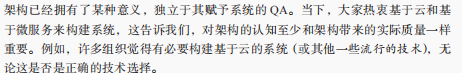 架构已经拥有了某种意义，独立于其赋予系统的 QA。当下，大家热衷基于云和基
于微服务来构建系统，这告诉我们，对架构的认知至少和架构带来的实际质量一样
重要。例如，许多组织觉得有必要构建基于云的系统 (或其他一些流行的技术)，无
论这是否是正确的技术选择。